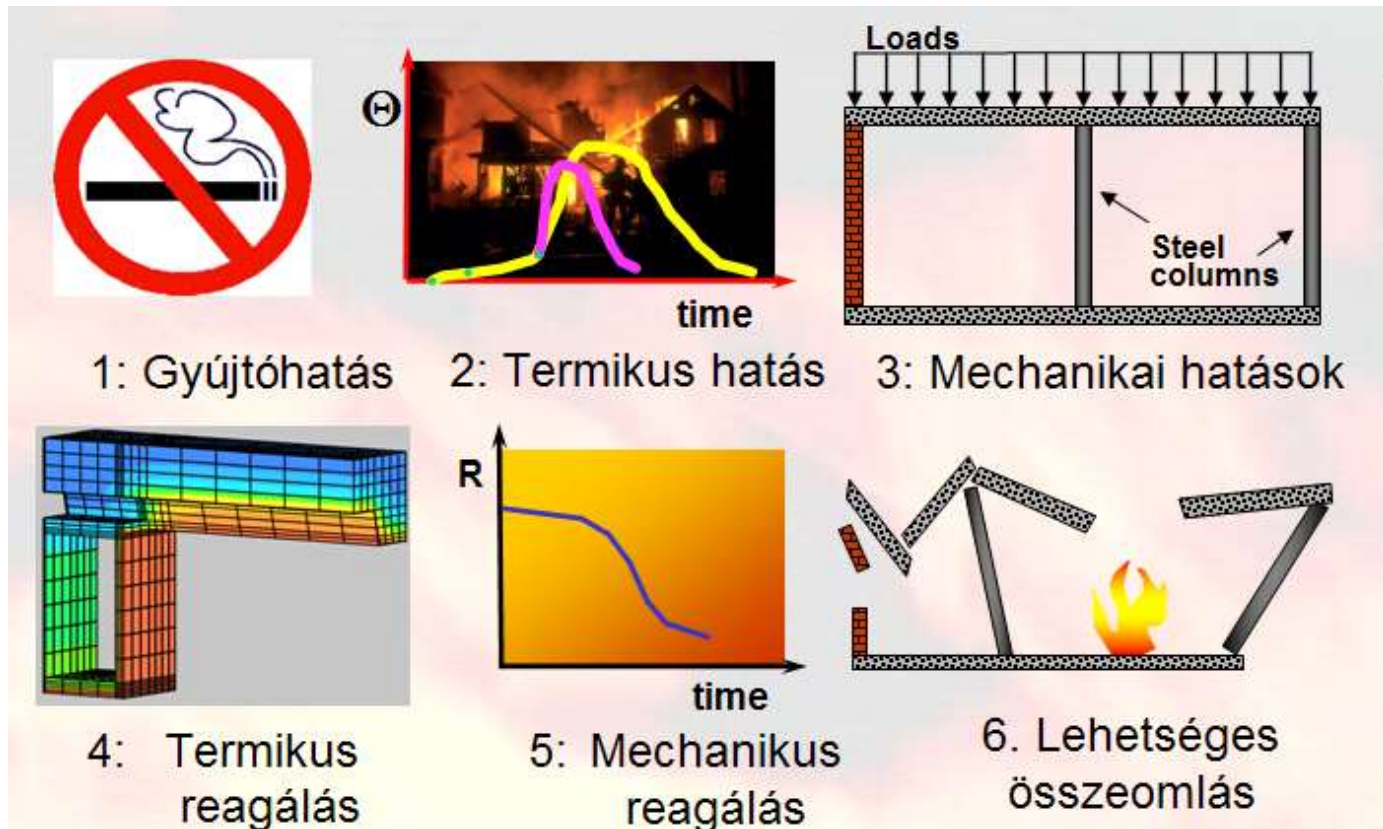 Θ
time
Loads
Steel
columns
1: Gyújtóhatás
2: Termikus hatás
3: Mechanikai hatások
R
time
4: Termikus
reagálás
5: Mechanikus
reagálás
6. Lehetséges
összeomlás